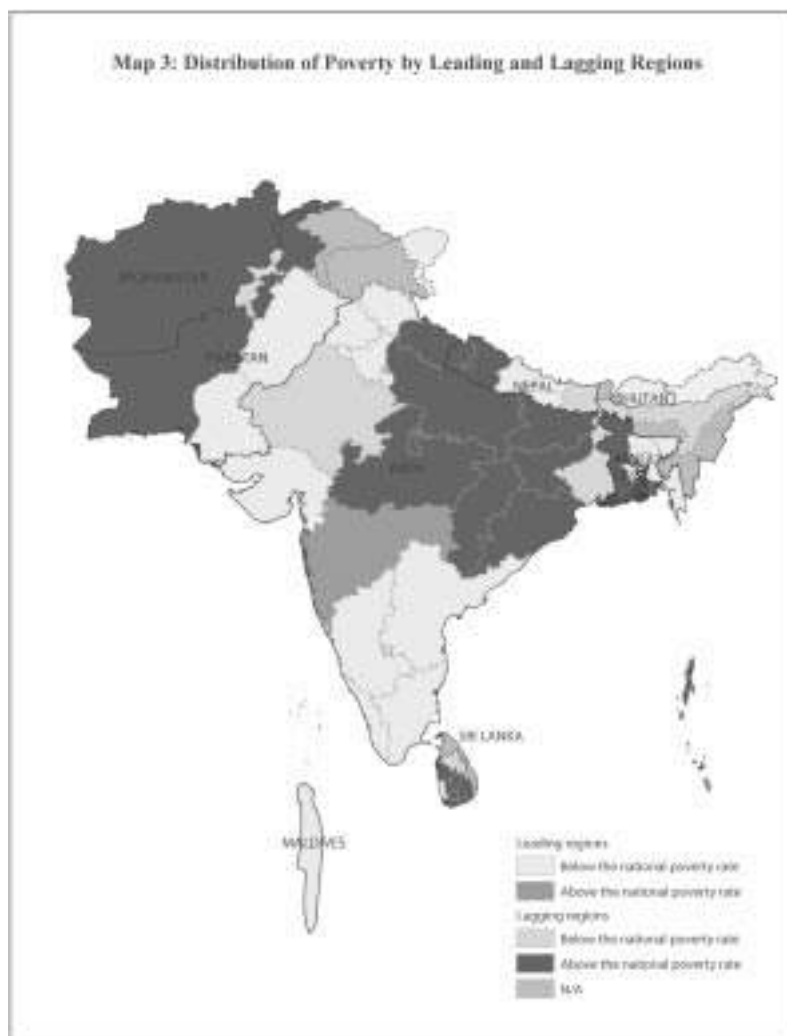 Map 3: Distribution of Poverty by Leading and Lagging Regions
AFGHANISTAN
PAKISTAN
NEPAL
BHUTAN
INDIA
SRI LANKA
MALDIVES
Leading regions
Below the national poverty rate
Above the national poverty rate
Lagging regions
Below the national poverty rate
Above the national poverty rate
N/A